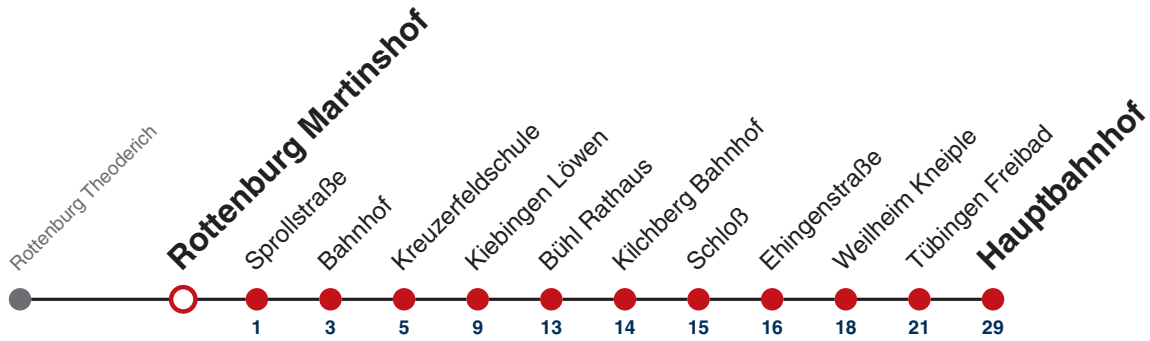 Rottenburg Theoderich
Rottenburg Martinshof
Sprollstraße
Bahnhof
Kreuzerfeldschule
Kiebingen Löwen
Bühl Rathaus
Kilchberg Bahnhof
Schloß
Ehingenstraße
Weilheim Kneiple
Tübingen Freibad
Hauptbahnhof
1 3 5 9 13 14 15 16 18 21 29